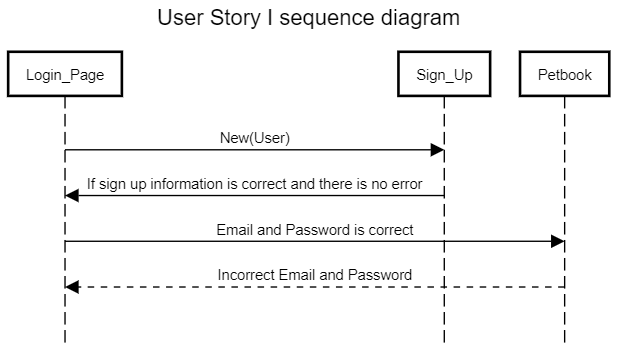 User Story I sequence diagram
Login_Page
Sign_Up
Petbook
New(User)
If sign up information is correct and there is no error
Email and Password is correct
Incorrect Email and Password